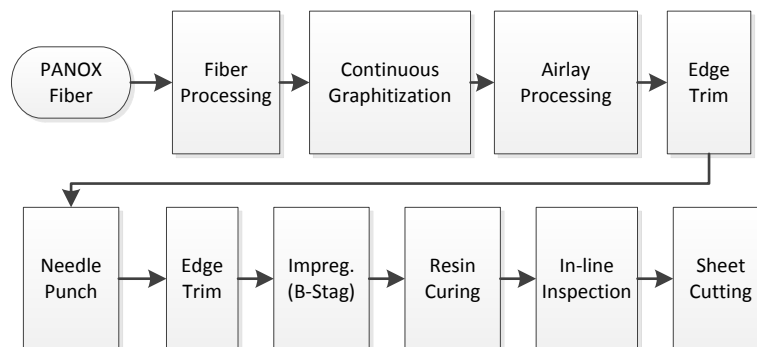 PANOX
Fiber
Fiber
Processing
Continuous
Graphitization
Airlay
Processing
Edge
Trim
Needle
Punch
Edge
Trim
Impreg.
(B-Stag)
Resin
Curing
In-line
Inspection
Sheet
Cutting